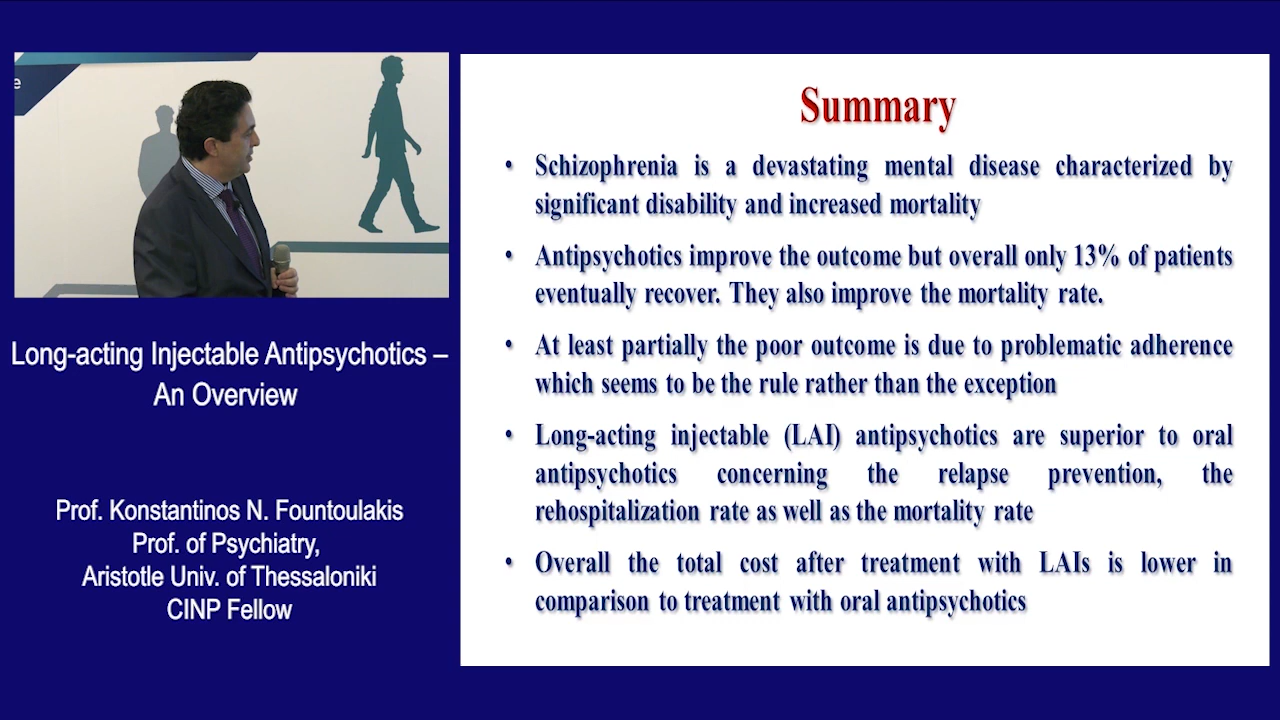 e
Long-acting Injectable Antipsychotics –
An Overview
Prof. Konstantinos N. Fountoulakis
Prof. of Psychiatry,
Aristotle Univ. of Thessaloniki
CINP Fellow
Summary
• Schizophrenia is a devastating mental disease characterized by
significant disability and increased mortality
• Antipsychotics improve the outcome but overall only 13% of patients
eventually recover. They also improve the mortality rate.
• At least partially the poor outcome is due to problematic adherence
which seems to be the rule rather than the exception
• Long-acting injectable (LAI) antipsychotics are superior to oral
antipsychotics concerning the relapse prevention, the
rehospitalization rate as well as the mortality rate
• Overall the total cost after treatment with LAIs is lower in
comparison to treatment with oral antipsychotics